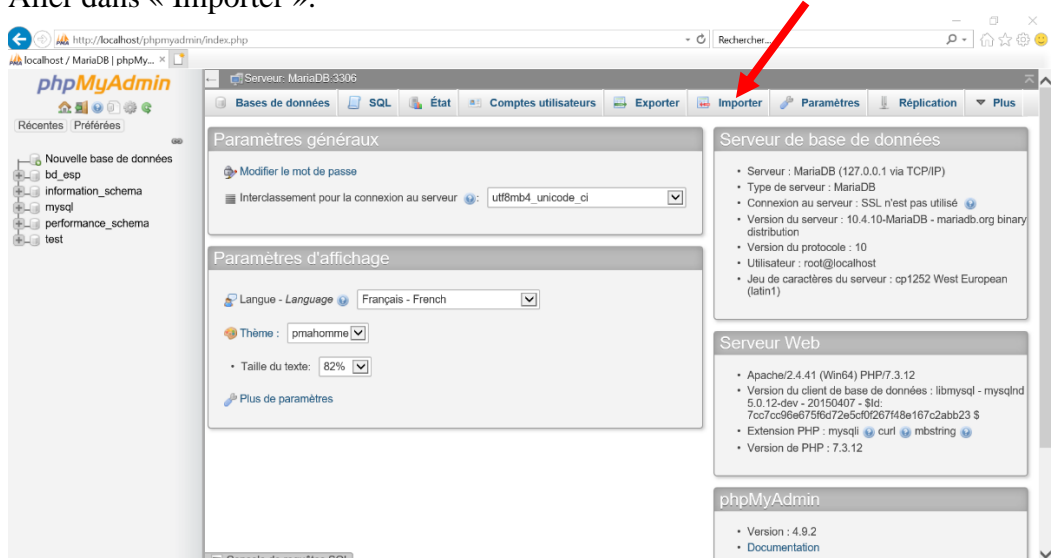 Aller dans « Importer ».
http://localhost/phpmyadmin/index.php
Rechercher...
localhost / MariaDB | phpMy...
phpMyAdmin
Récentes Préférées
Nouvelle base de données
bd_esp
information_schema
mysql
performance_schema
test
Serveur: MariaDB:3306
Bases de données SQL État Comptes utilisateurs Exporter Importer Paramètres Réplication Plus
Paramètres généraux
Modifier le mot de passe
Interclassement pour la connexion au serveur : utf8mb4_unicode_ci
Paramètres d'affichage
Langue - Language Français - French
Thème : pmahomme
• Taille du texte: 82%
Plus de paramètres
Serveur de base de données
• Serveur : MariaDB (127.0.0.1 via TCP/IP)
• Type de serveur : MariaDB
• Connexion au serveur : SSL n'est pas utilisé
• Version du serveur : 10.4.10-MariaDB - mariadb.org binary
distribution
• Version du protocole : 10
• Utilisateur : root@localhost
• Jeu de caractères du serveur : cp1252 West European
(latin1)
Serveur Web
• Apache/2.4.41 (Win64) PHP/7.3.12
• Version du client de base de données : libmysql - mysqlnd
5.0.12-dev - 20150407 - $Id:
7cc7cc96e675f6d72e5cf0f267f48e167c2abb23 $
• Extension PHP : mysqli curl mbstring
• Version de PHP : 7.3.12
phpMyAdmin
• Version : 4.9.2
• Documentation
Console de requêtes SQL